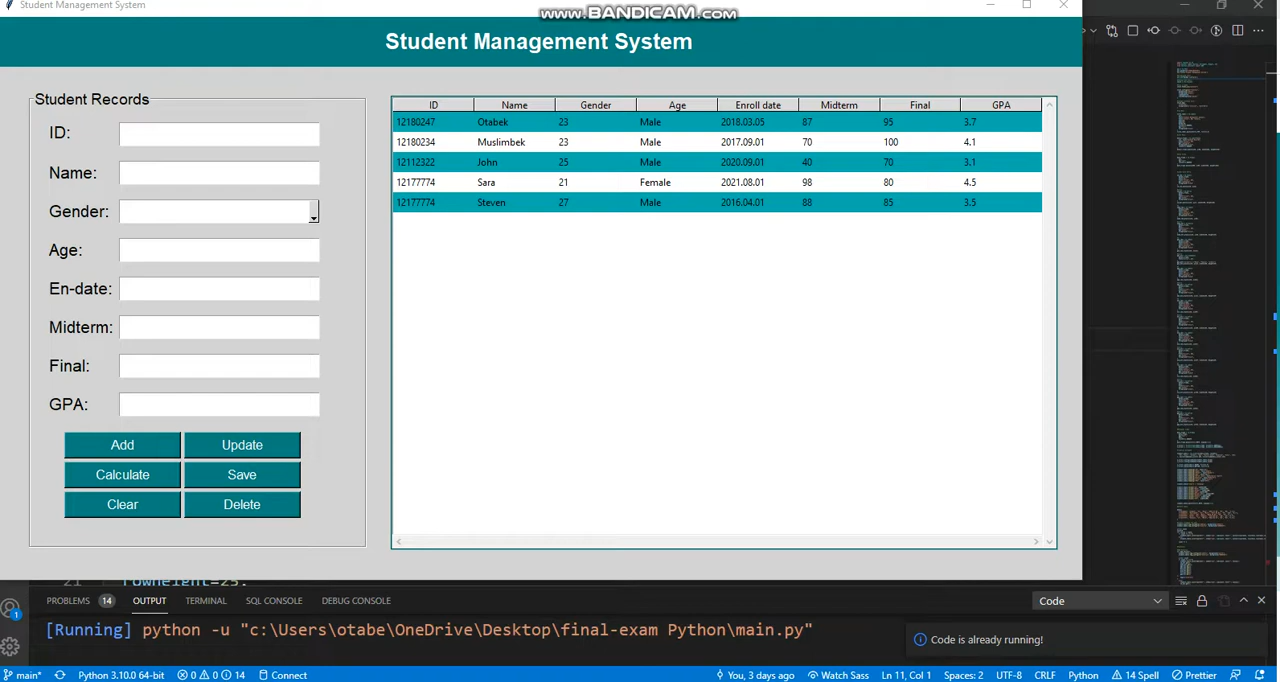 Student Management System
www.BANDICAM.com
Student Management System
Student Records
ID:
Name:
Gender:
Age:
En-date:
Midterm:
Final:
GPA:
Add Update
Calculate Save
Clear Delete
ID Name Gender Age Enroll date Midterm Final GPA
12180247 Otabek 23 Male 2018.03.05 87 95 3.7
12180234 Muslimbek 23 Male 2017.09.01 70 100 4.1
12112322 John 25 Male 2020.09.01 40 70 3.1
12177774 Sara 21 Female 2021.08.01 98 80 4.5
12177774 Steven 27 Male 2016.04.01 88 85 3.5
21 rowheight=25,
PROBLEMS 14 OUTPUT TERMINAL SQL CONSOLE DEBUG CONSOLE Code
[Running] python -u "c:\Users\otabe\OneDrive\Desktop\final-exam Python\main.py"
Code is already running!
1
main* Python 3.10.0 64-bit 0 0 14 Connect You, 3 days ago Watch Sass Ln 11, Col 1 Spaces: 2 UTF-8 CRLF Python 14 Spell Prettier